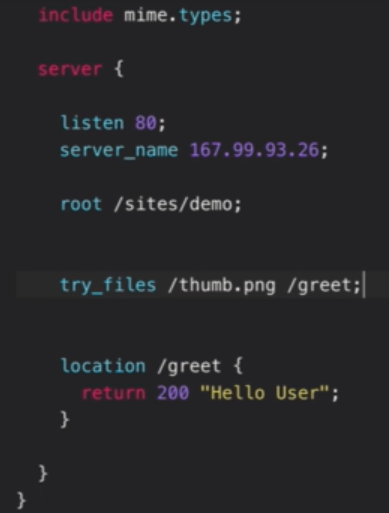 include mime.types;
server {
listen 80;
server_name 167.99.93.26;
root /sites/demo;
try_files /thumb.png /greet;
location /greet {
return 200 "Hello User";
}
}
}